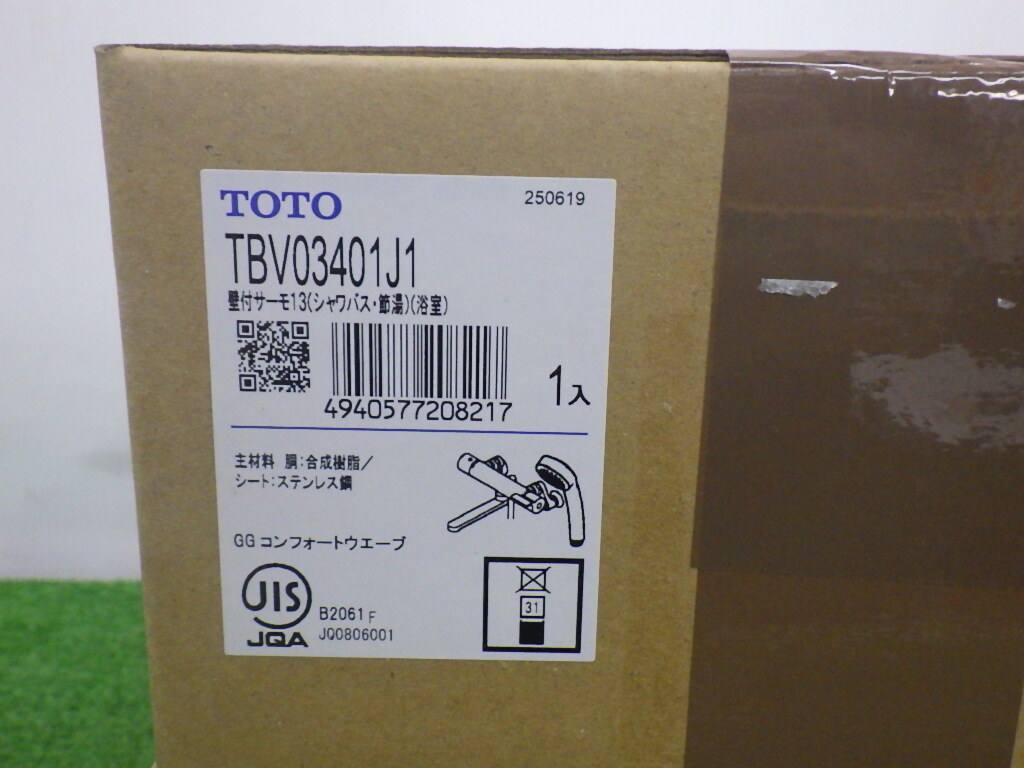 TOTO
250619
TBV03401J1
壁付サーモ13(シャワバス・節湯)(浴室)
4940577208217
1入
主材料 胴:合成樹脂/
シート:ステンレス鋼
GG コンフォートウエーブ
JIS
JQA
B2061 F
JQ0806001
31